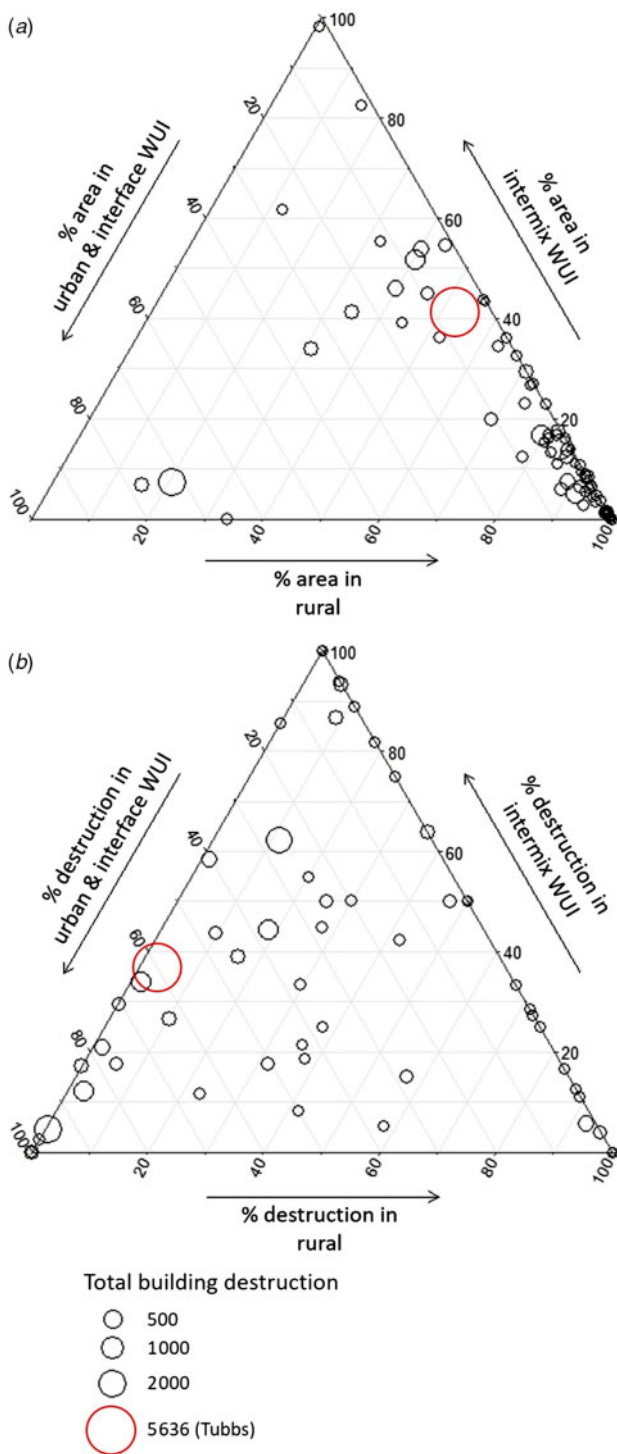 (a)
100
20
80
% area in
urban & interface WUI
% area in
intermix WUI
40
60
60
40
80
20
100
20
40
60
80
100
% area in
rural
(b)
100
20
80
% destruction in
urban & interface WUI
% destruction in
intermix WUI
40
60
60
40
80
20
100
20
40
60
80
100
% destruction in
rural
Total building destruction
500
1000
2000
5636 (Tubbs)